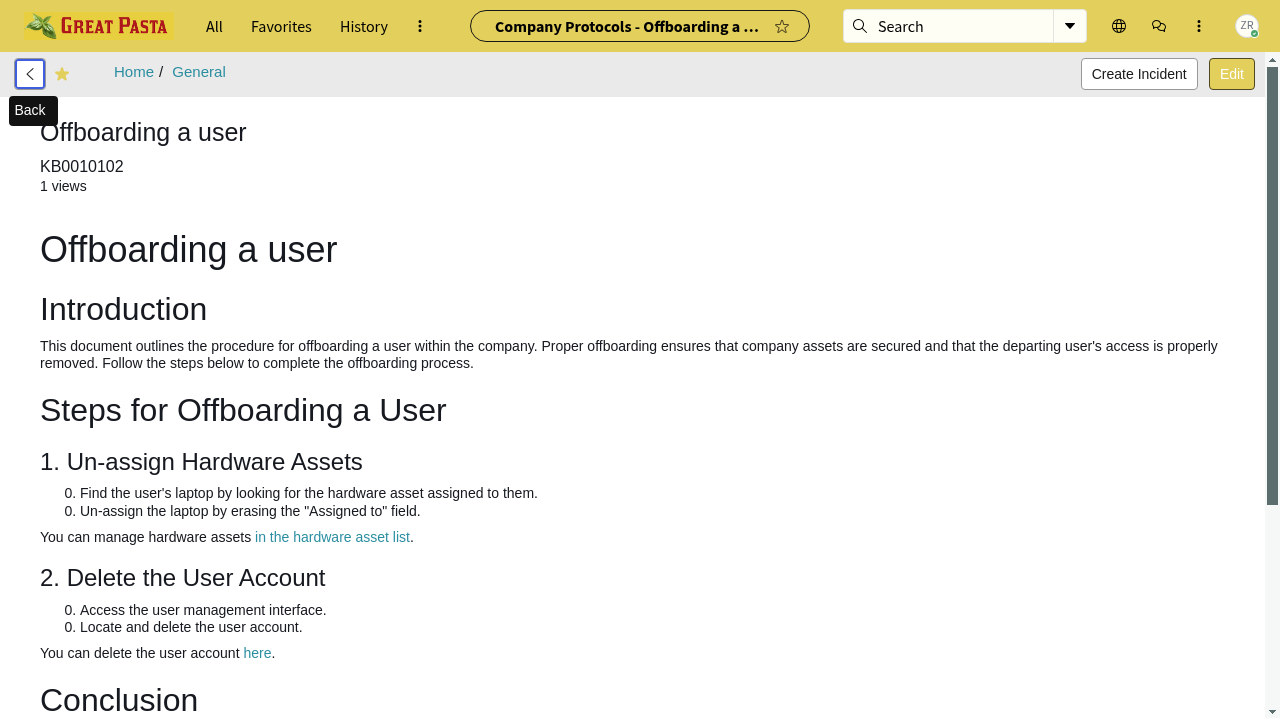 Great Pasta
All Favorites History
Company Protocols - Offboarding a ...
Search
ZR
Home / General
Create Incident
Edit
Back
Offboarding a user
KB0010102
1 views
Offboarding a user
Introduction
This document outlines the procedure for offboarding a user within the company. Proper offboarding ensures that company assets are secured and that the departing user's access is properly
removed. Follow the steps below to complete the offboarding process.
Steps for Offboarding a User
1. Un-assign Hardware Assets
0. Find the user's laptop by looking for the hardware asset assigned to them.
0. Un-assign the laptop by erasing the "Assigned to" field.
You can manage hardware assets in the hardware asset list.
2. Delete the User Account
0. Access the user management interface.
0. Locate and delete the user account.
You can delete the user account here.
Conclusion